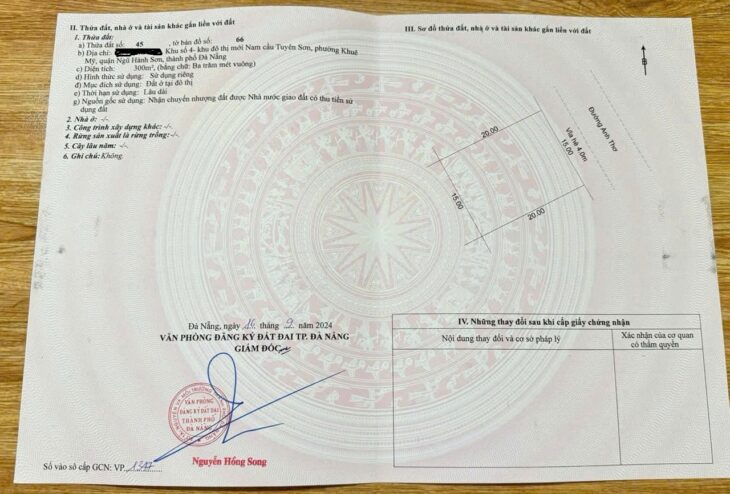 II. Thửa đất, nhà ở và tài sản khác gắn liền với đất
1. Thửa đất:
a) Thửa đất số: 45 , tờ bản đồ số: 66
b) Địa chỉ: Khu số 4- khu đô thị mới Nam cầu Tuyên Sơn, phường Khuê
Mỹ, quận Ngũ Hành Sơn, thành phố Đà Nẵng
c) Diện tích: 300m², (bằng chữ: Ba trăm mét vuông)
d) Hình thức sử dụng: Sử dụng riêng
đ) Mục đích sử dụng: Đất ở tại đô thị
e) Thời hạn sử dụng: Lâu dài
g) Nguồn gốc sử dụng: Nhận chuyển nhượng đất được Nhà nước giao đất có thu tiền sử
dụng đất
2. Nhà ở: -/-
3. Công trình xây dựng khác: -/-
4. Rừng sản xuất là rừng trồng: -/-
5. Cây lâu năm: -/-
6. Ghi chú: Không.
Đà Nẵng, ngày tháng 9 năm 2024
VĂN PHÒNG ĐĂNG KÝ ĐẤT ĐAI TP. ĐÀ NẴNG
GIÁM ĐỐC
VĂN PHÒNG
ĐĂNG KÝ ĐẤT ĐAI
THÀNH PHỐ
ĐÀ NẴNG
Nguyễn Hồng Song
Số vào sổ cấp GCN: VP
III. Sơ đồ thửa đất, nhà ở và tài sản khác gắn liền với đất
Đường Anh Thơ
Vỉa hè 4.0m
20.00
15.00
15.00
20.00
B
IV. Những thay đổi sau khi cấp giấy chứng nhận
Nội dung thay đổi và cơ sở pháp lý
Xác nhận của cơ quan
có thẩm quyền